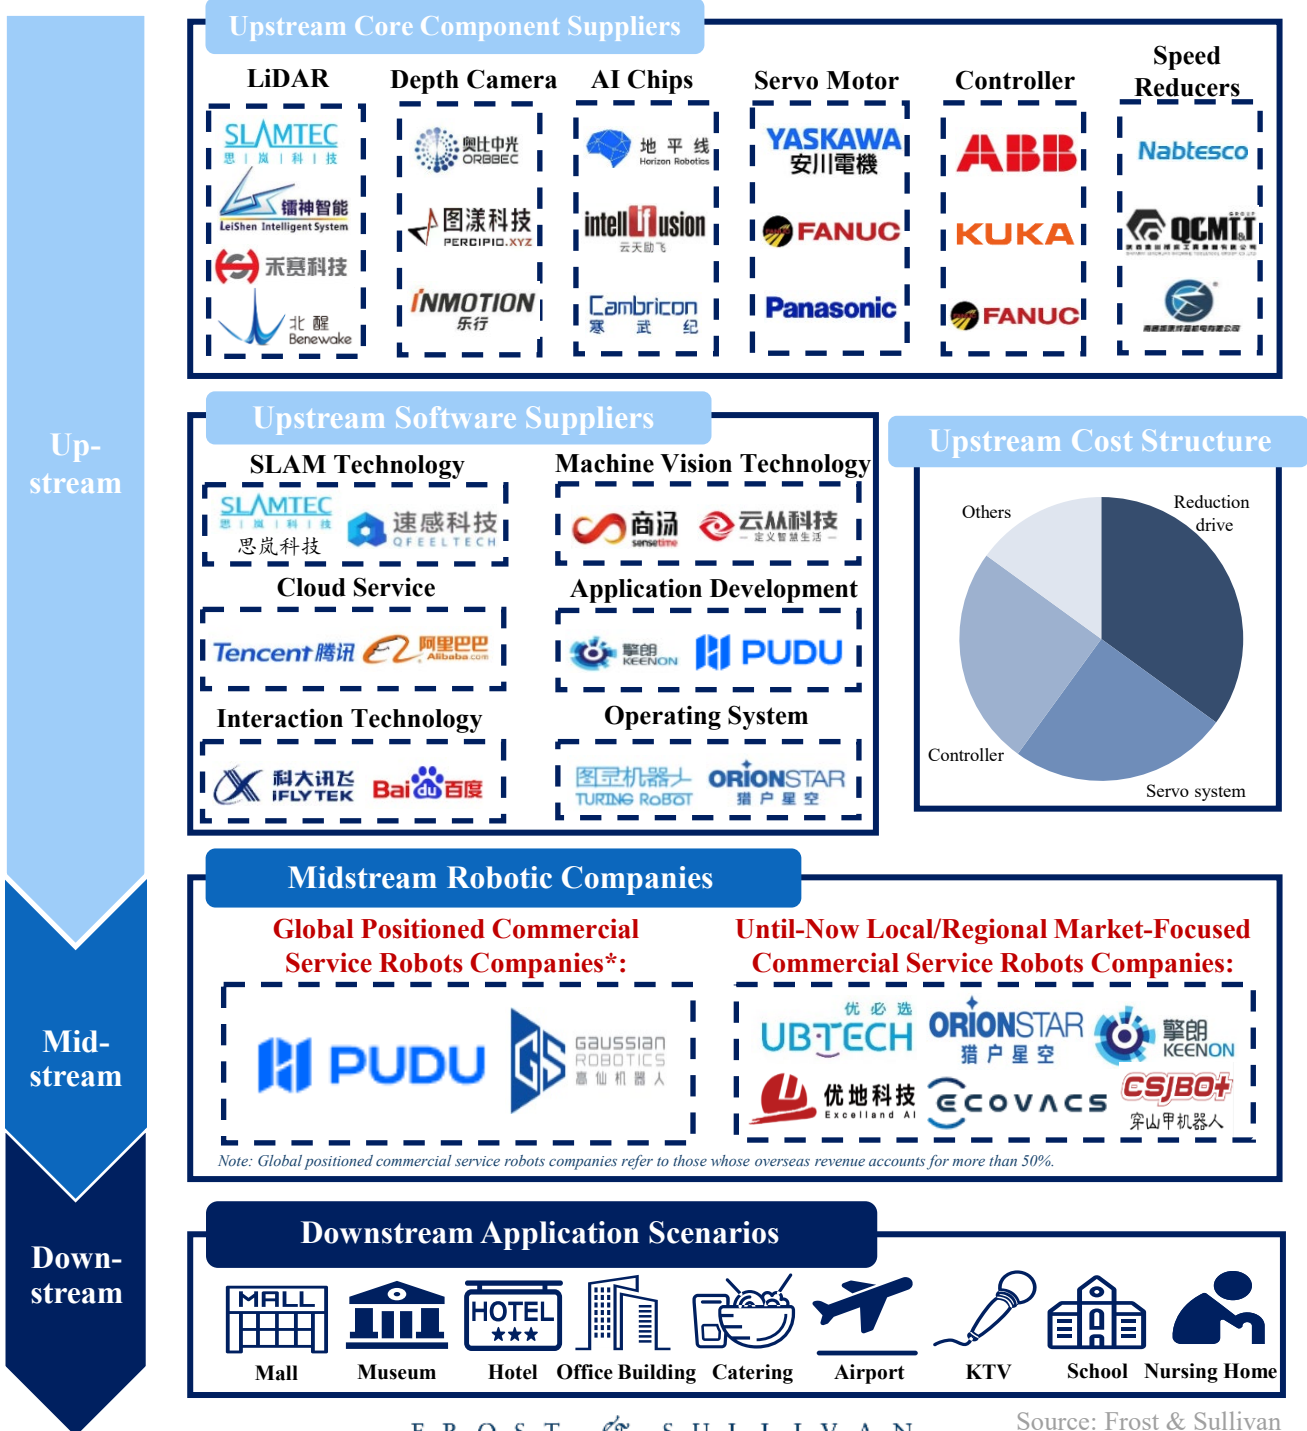 Up-
stream
Mid-
stream
Down-
stream
Upstream Core Component Suppliers
LiDAR
SLAMTEC
思|岚|科|技
镭神智能
LeiShen Intelligent System
禾赛科技
北醒
Benewake
Depth Camera
奥比中光
ORBBEC
图漾科技
PERCIPIO.XYZ
INMOTION
乐行
AI Chips
地平线
Horizon Robotics
intellifusion
云天励飞
Cambricon
寒武纪
Servo Motor
YASKAWA
安川電機
FANUC
Panasonic
Controller
ABB
KUKA
FANUC
Speed
Reducers
Nabtesco
GROUP
QCMT&T
Upstream Software Suppliers
SLAM Technology
SLAMTEC
思|岚|科|技
思岚科技
速感科技
QFEELTECH
Machine Vision Technology
商汤
sensetime
云从科技
定义智慧生活
Cloud Service
Tencent 腾讯
阿里巴巴
Alibaba.com
Application Development
擎朗
KEENON
PUDU
Interaction Technology
科大讯飞
iFLYTEK
Bai du 百度
Operating System
图灵机器人
TURING ROBOT
ORIONSTAR
猎户星空
Upstream Cost Structure
Others
Reduction
drive
Controller
Servo system
Midstream Robotic Companies
Global Positioned Commercial
Service Robots Companies*:
PUDU
GS
GAUSSIAN
ROBOTICS
高仙机器人
Until-Now Local/Regional Market-Focused
Commercial Service Robots Companies:
优必选
UBTECH
ORIONSTAR
猎户星空
擎朗
KEENON
优地科技
Excelland AI
ECOVACS
CSJBOT
穿山甲机器人
Note: Global positioned commercial service robots companies refer to those whose overseas revenue accounts for more than 50%.
Downstream Application Scenarios
MALL
HOTEL
Mall
Museum
Hotel
Office Building
Catering
Airport
KTV
School
Nursing Home
FROST & SULLIVAN
Source: Frost & Sullivan